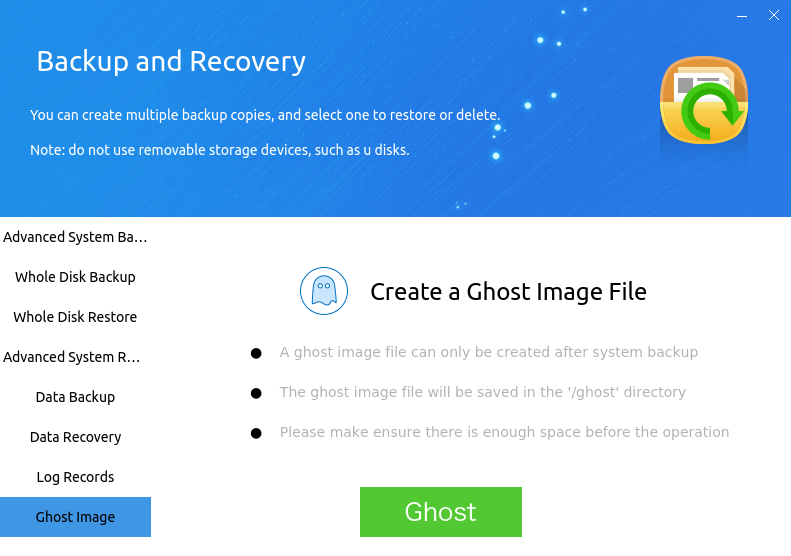 Backup and Recovery
You can create multiple backup copies, and select one to restore or delete.
Note: do not use removable storage devices, such as u disks.
Advanced System Ba…
Whole Disk Backup
Whole Disk Restore
Advanced System R…
Data Backup
Data Recovery
Log Records
Ghost Image
Create a Ghost Image File
A ghost image file can only be created after system backup
The ghost image file will be saved in the '/ghost' directory
Please make ensure there is enough space before the operation
Ghost